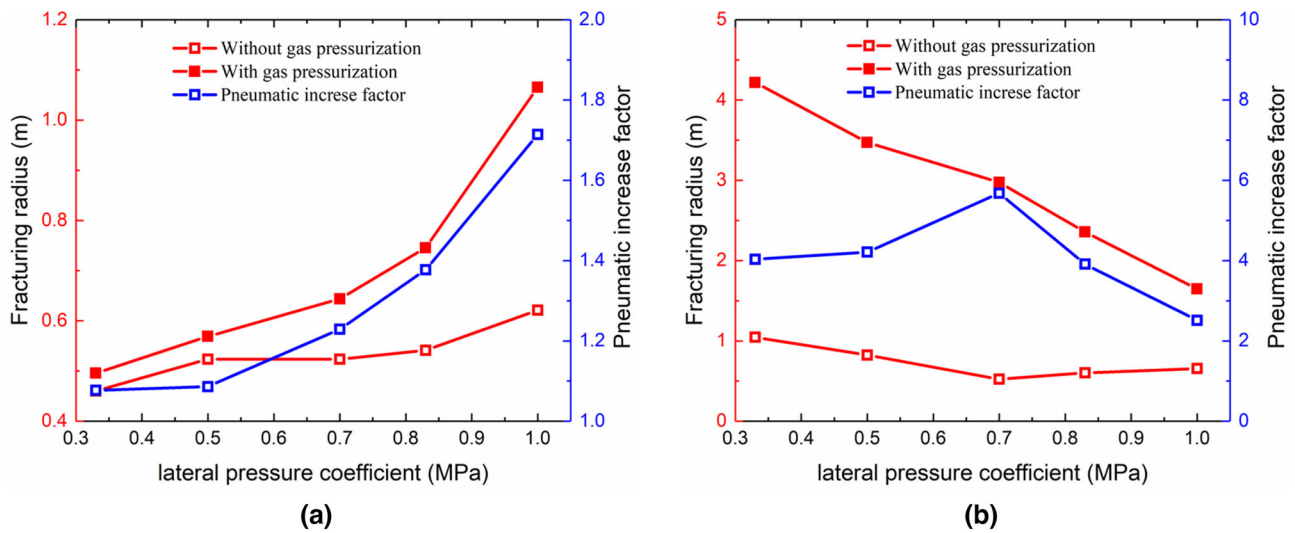 1.2
1.0
0.8
0.6
0.4
Fracturing radius (m)
Without gas pressurization
With gas pressurization
Pneumatic increse factor
2.0
1.8
1.6
1.4
1.2
1.0
Pneumatic increase factor
0.3 0.4 0.5 0.6 0.7 0.8 0.9 1.0
lateral pressure coefficient (MPa)
(a)
5
4
3
2
1
0
Fracturing radius (m)
Without gas pressurization
With gas pressurization
Pneumatic increse factor
10
8
6
4
2
0
Pneumatic increase factor
0.3 0.4 0.5 0.6 0.7 0.8 0.9 1.0
lateral pressure coefficient (MPa)
(b)